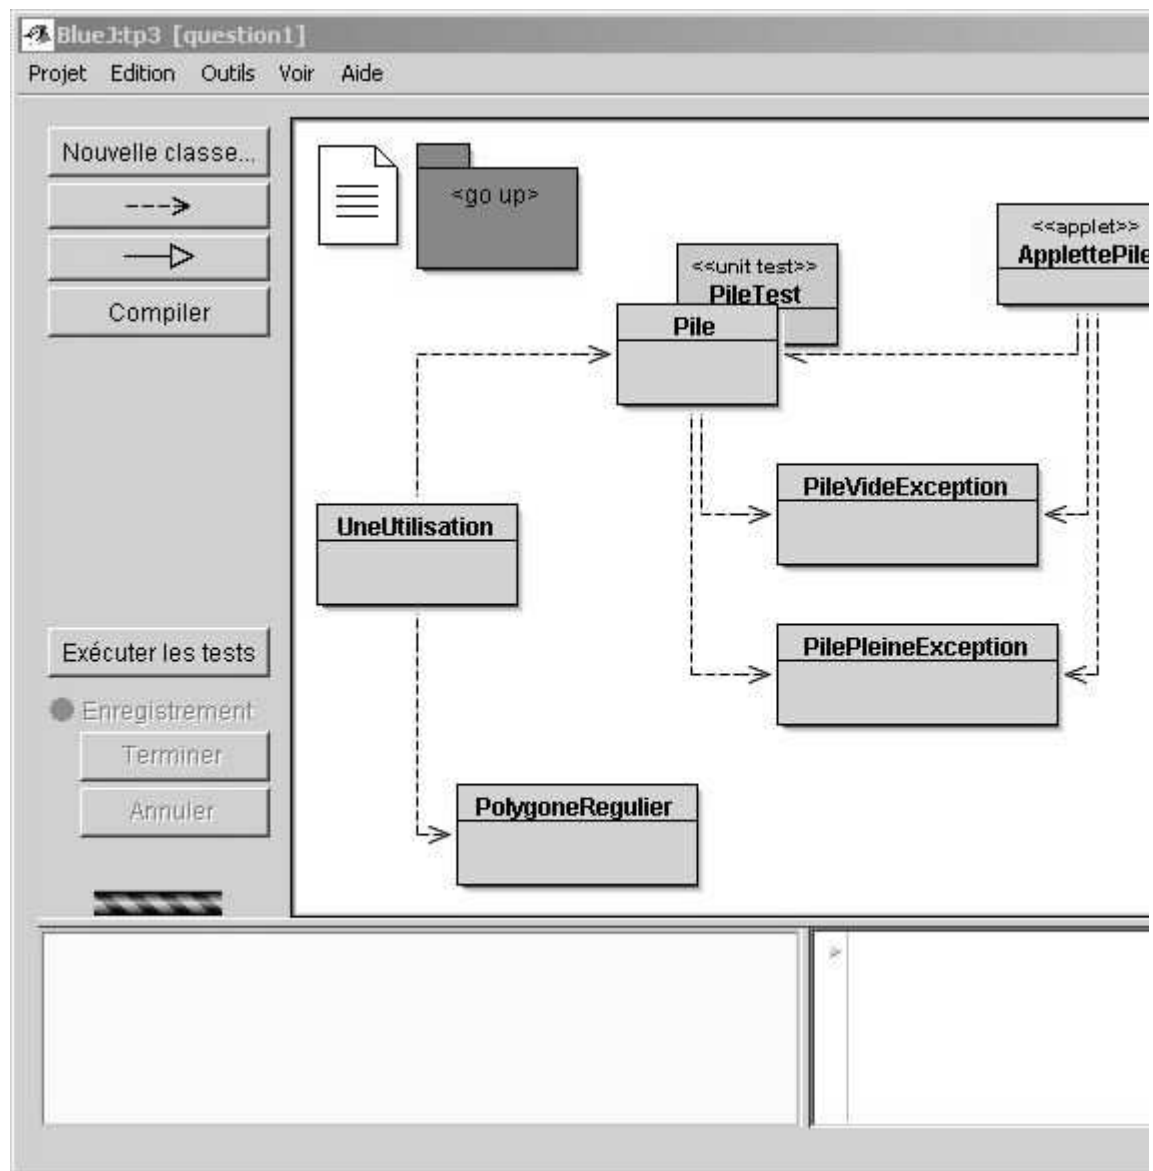 BlueJ:tp3 [question1]
Projet Edition Outils Voir Aide
Nouvelle classe...
Compiler
Exécuter les tests
Enregistrement
Terminer
Annuler
<go up>
<<unit test>>
PileTest
<<applet>>
ApplettePile
Pile
PileVideException
UneUtilisation
PilePleineException
PolygoneRegulier